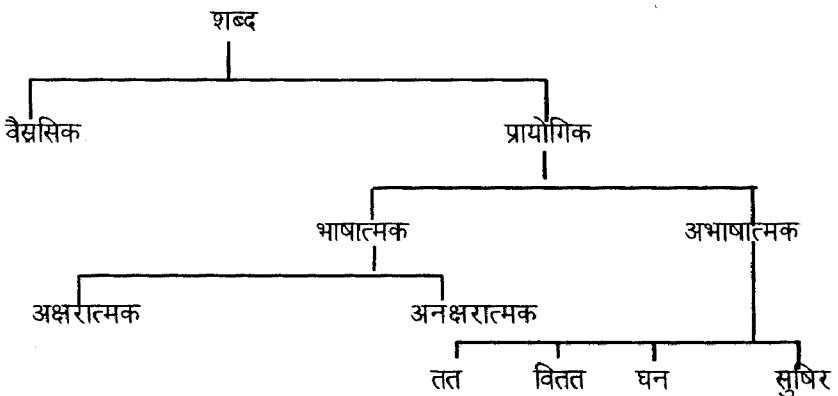 शब्द
वैस्रसिक प्रायोगिक
भाषात्मक अभाषात्मक
अक्षरात्मक अनक्षरात्मक
तत वितत घन सुषिर